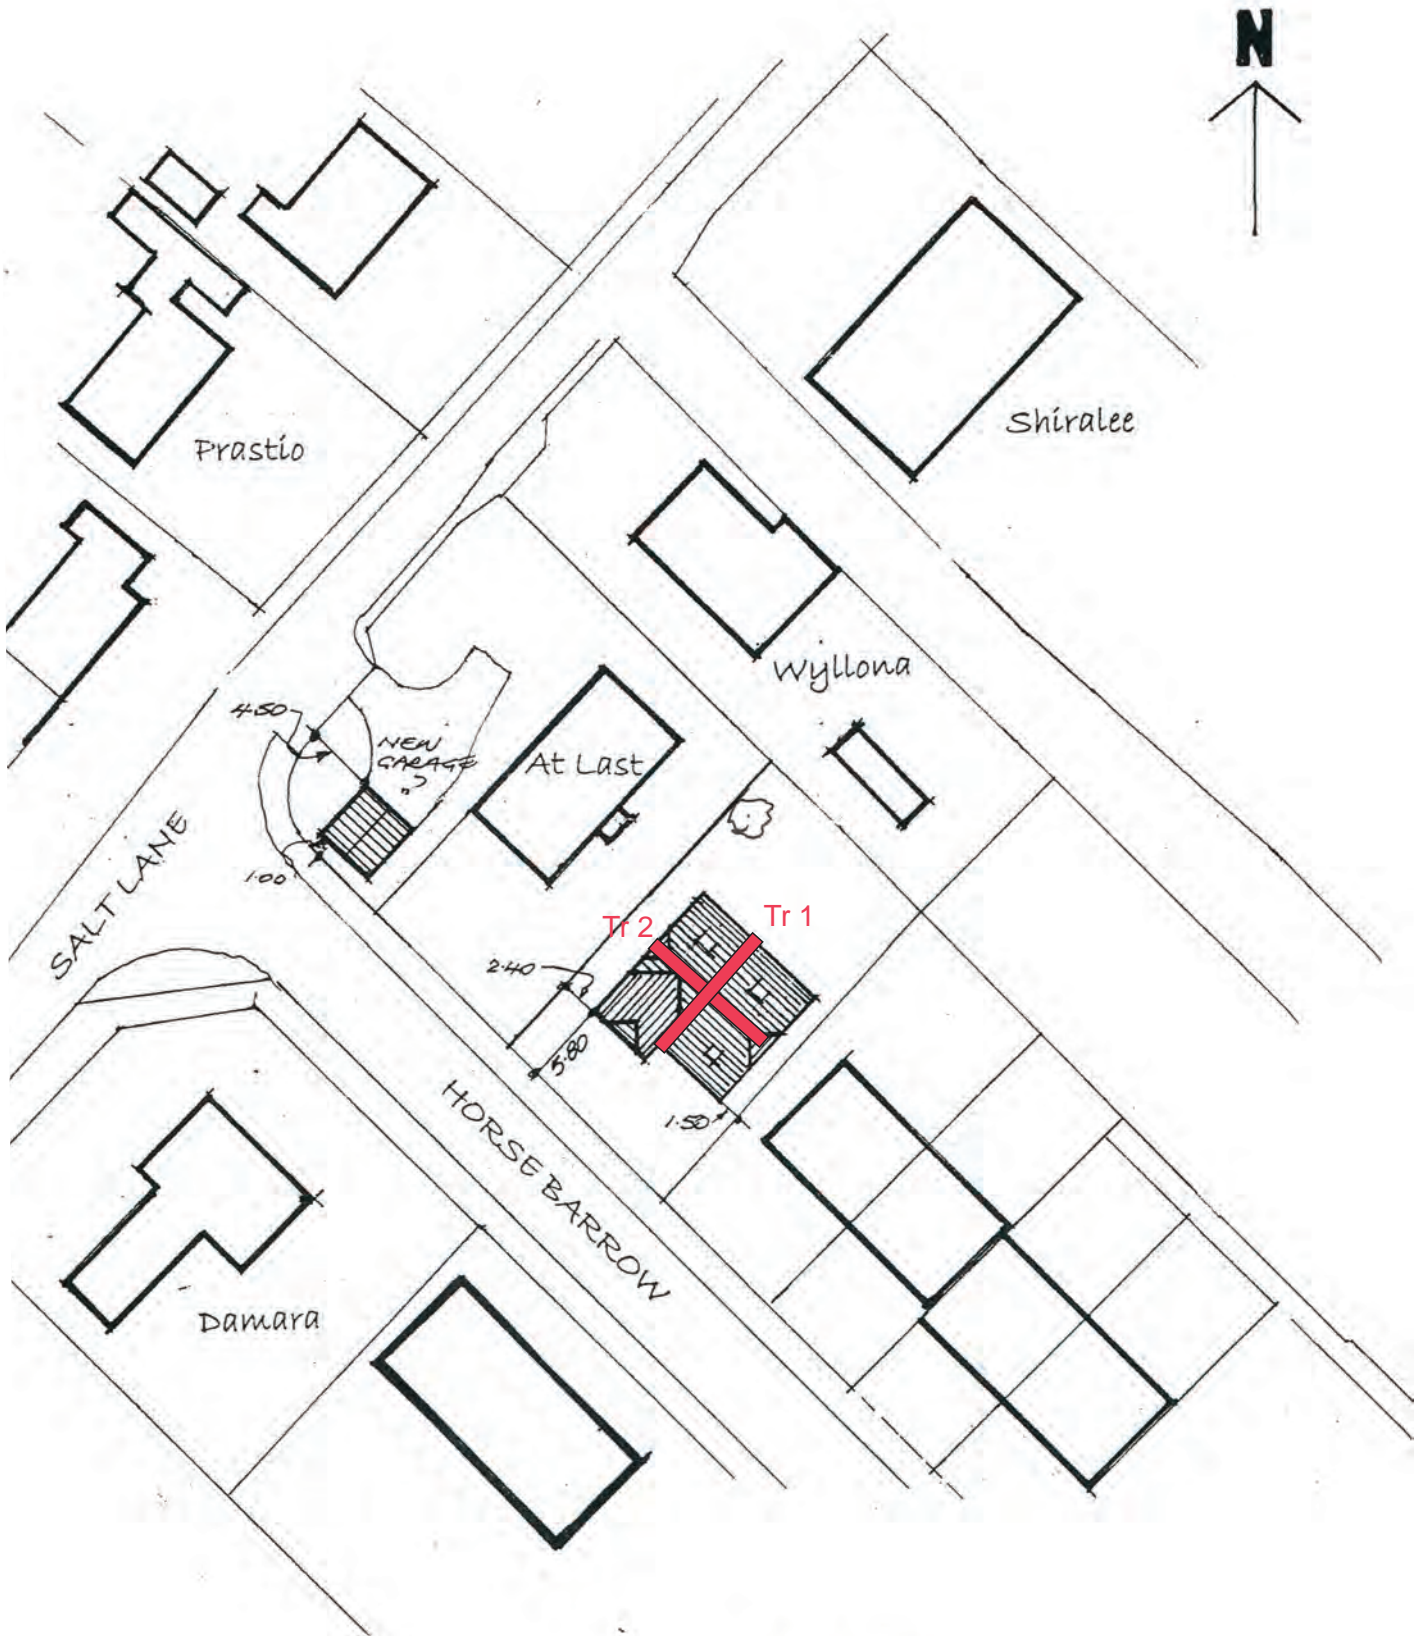 N
Shiralee
Prastio
Wyllona
4.50
NEW
GARAGE
At Last
SALT LANE
1.00
Tr 1
Tr 2
2.40
5.80
1.50
HORSE BARROW
Damara